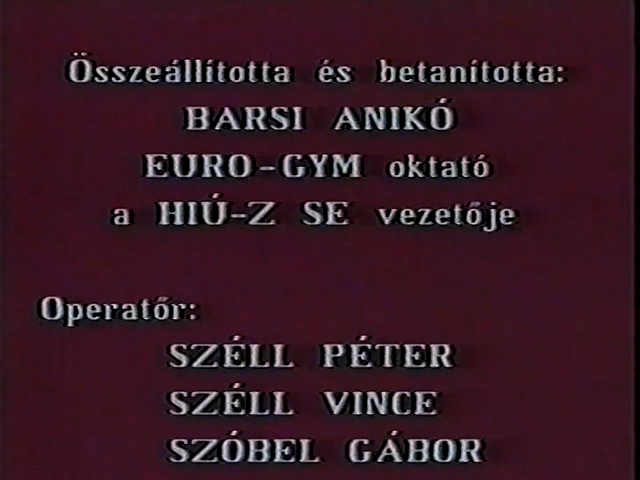 Összeállította és betanította:
BARSI ANIKÓ
EURO-GYM oktató
a HIÚ-Z SE vezetője
Operatőr:
SZÉLL PÉTER
SZÉLL VINCE
SZÓBEL GÁBOR